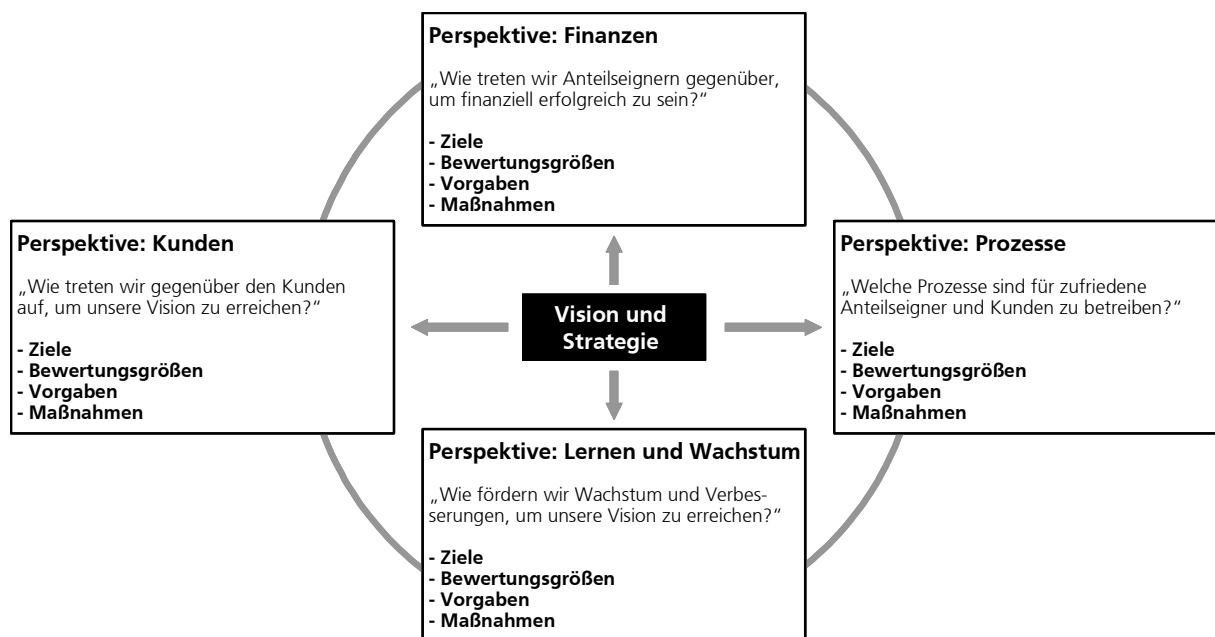 Perspektive: Finanzen
„Wie treten wir Anteilseignern gegenüber,
um finanziell erfolgreich zu sein?“
- Ziele
- Bewertungsgrößen
- Vorgaben
- Maßnahmen
Perspektive: Kunden
„Wie treten wir gegenüber den Kunden
auf, um unsere Vision zu erreichen?“
- Ziele
- Bewertungsgrößen
- Vorgaben
- Maßnahmen
Vision und
Strategie
Perspektive: Prozesse
„Welche Prozesse sind für zufriedene
Anteilseigner und Kunden zu betreiben?“
- Ziele
- Bewertungsgrößen
- Vorgaben
- Maßnahmen
Perspektive: Lernen und Wachstum
„Wie fördern wir Wachstum und Verbes-
serungen, um unsere Vision zu erreichen?“
- Ziele
- Bewertungsgrößen
- Vorgaben
- Maßnahmen